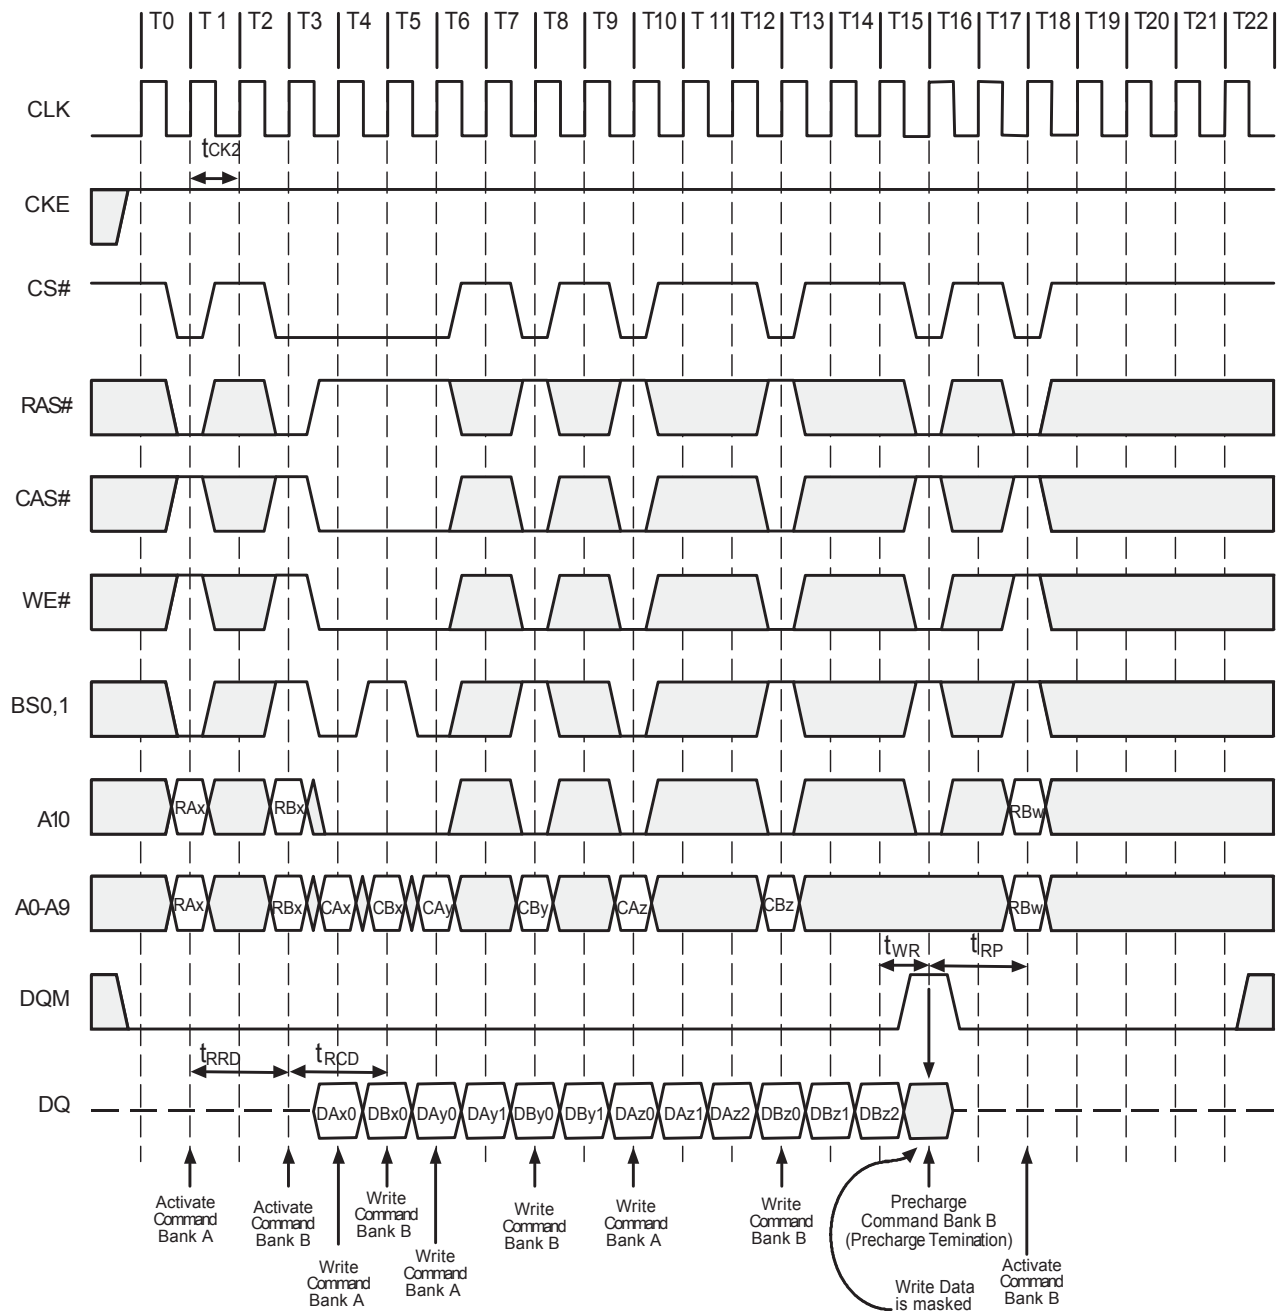 T0 T 1 T2 T3 T4 T5 T6 T7 T8 T9 T10 T 11 T12 T13 T14 T15 T16 T17 T18 T19 T20 T21 T22
CLK
tCK2
CKE
CS#
RAS#
CAS#
WE#
BS0,1
A10
RAx RBx RBw
A0-A9
RAx RBx CAx CBx CAy CBy CAz CBz RBw
tWR tRP
DQM
tRRD tRCD
DQ
DAx0 DBx0 DAy0 DAy1 DBy0 DBy1 DAz0 DAz1 DAz2 DBz0 DBz1 DBz2
Activate
Command
Bank A
Activate
Command
Bank B
Write
Command
Bank A
Write
Command
Bank B
Write
Command
Bank A
Write
Command
Bank B
Write
Command
Bank A
Write
Command
Bank B
Precharge
Command Bank B
(Precharge Temination)
Write Data
is masked
Activate
Command
Bank B